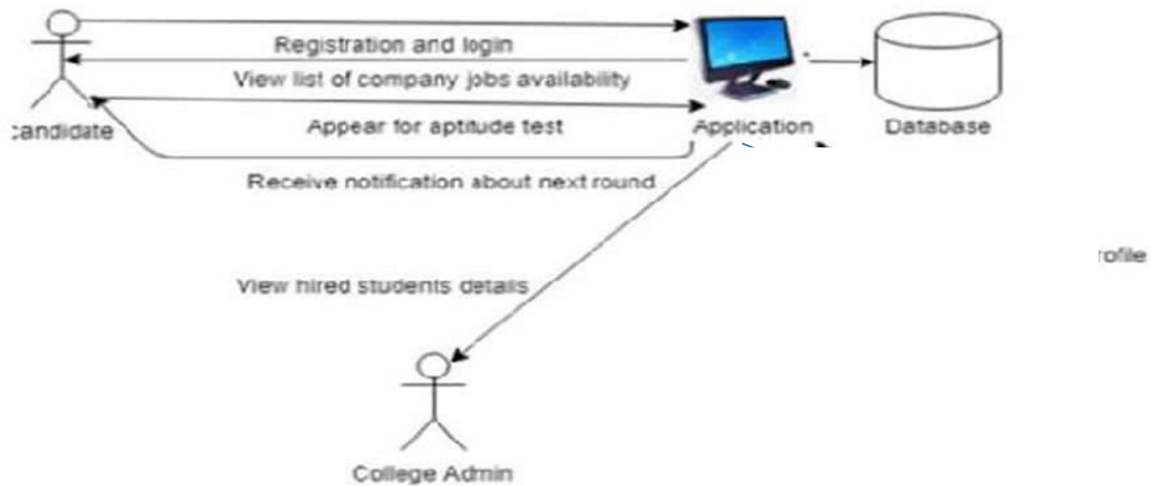 Registration and login
View list of company jobs availability
candidate
Appear for aptitude test
Application
Database
Receive notification about next round
rofile
View hired students details
College Admin